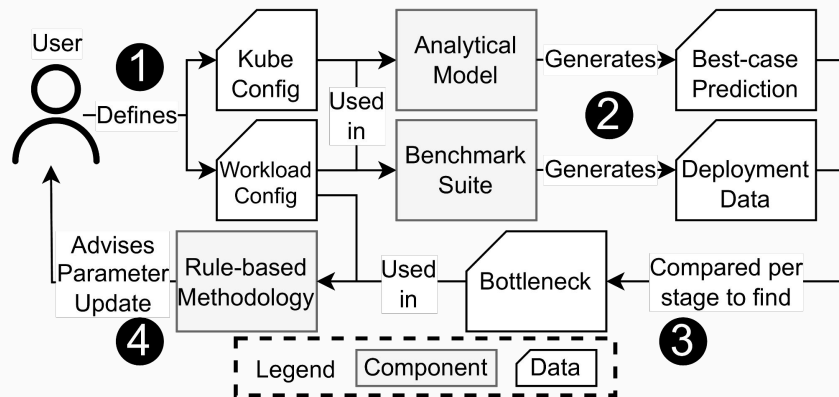 User
1
Defines
Kube
Config
Workload
Config
Used
in
Analytical
Model
Benchmark
Suite
Generates
Generates
2
Best-case
Prediction
Deployment
Data
Compared per
stage to find
3
Bottleneck
Used
in
Rule-based
Methodology
Advises
Parameter
Update
4
Legend
Component
Data